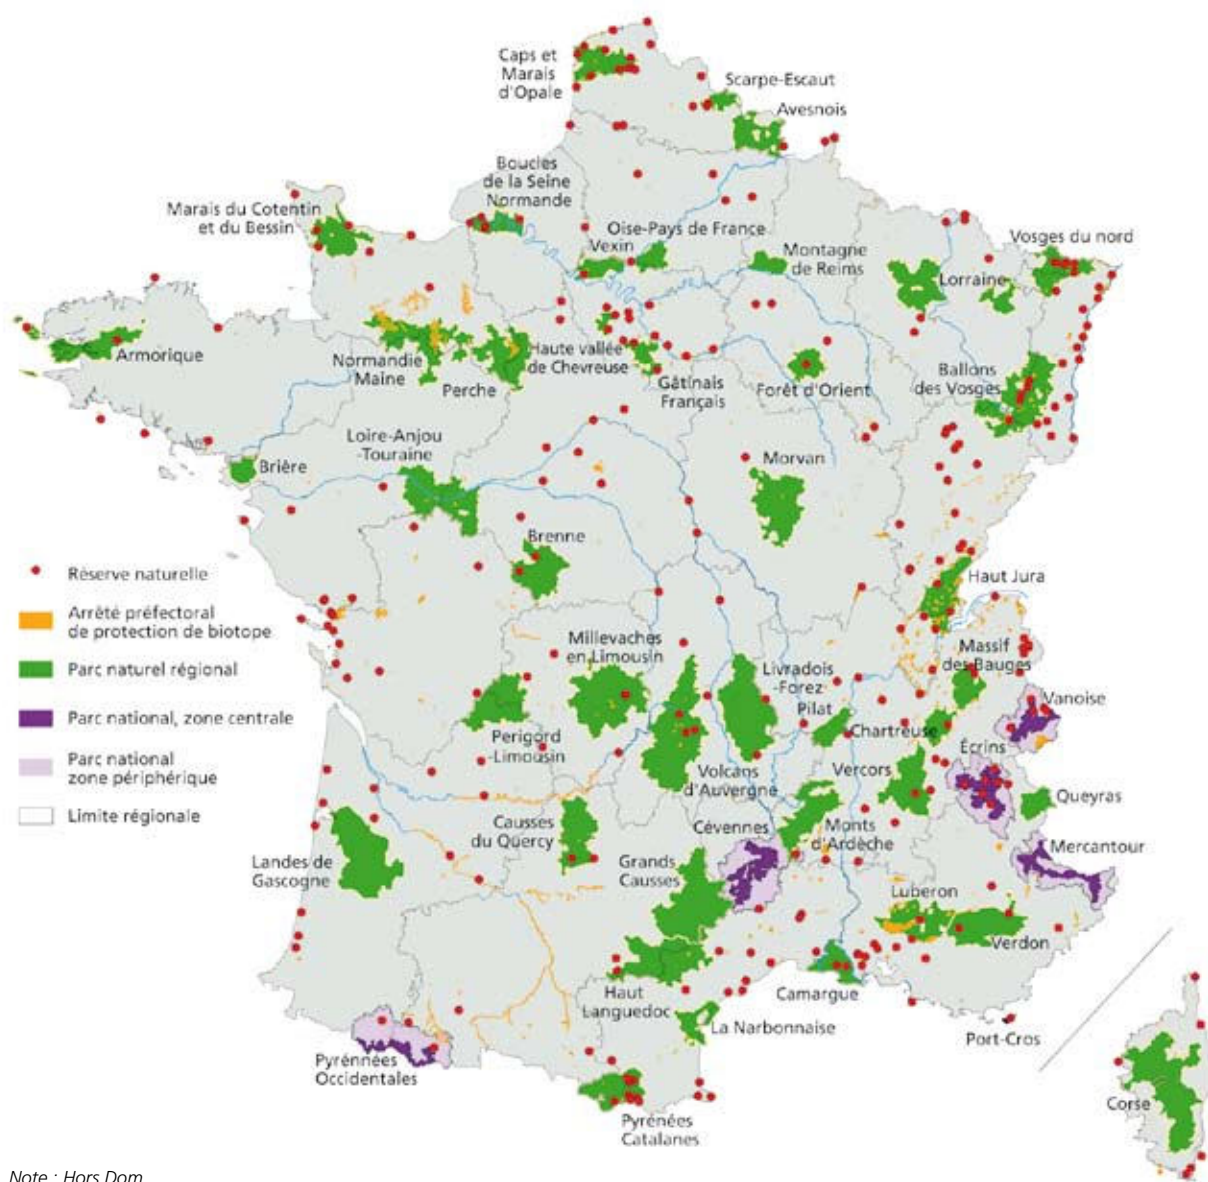 Caps et
Marais
d'Opale
Scarpe-Escaut
Avesnois
Boucles
de la Seine
Normande
Marais du Cotentin
et du Bessin
Oise-Pays de France
Vexin
Montagne
de Reims
Vosges du nord
Lorraine
Armorique
Normandie
Maine
Perche
Haute vallée
de Chevreuse
Gâtinais
Français
Forêt d'Orient
Ballons
des Vosges
Loire-Anjou
-Touraine
Brière
Morvan
Brenne
Haut Jura
Réserve naturelle
Arrêté préfectoral
de protection de biotope
Parc naturel régional
Parc national, zone centrale
Parc national
zone périphérique
Limite régionale
Millevaches
en Limousin
Livradois
-Forez
Pilat
Massif
des Bauges
Vanoise
Chartreuse
Perigord
-Limousin
Volcans
d'Auvergne
Écrins
Vercors
Queyras
Causses
du Quercy
Cévennes
Monts
d'Ardèche
Mercantour
Landes de
Gascogne
Grands
Causses
Luberon
Verdon
Haut
Languedoc
Camargue
La Narbonnaise
Port-Cros
Pyrénnées
Occidentales
Pyrénées
Catalanes
Corse
Note : Hors Dom